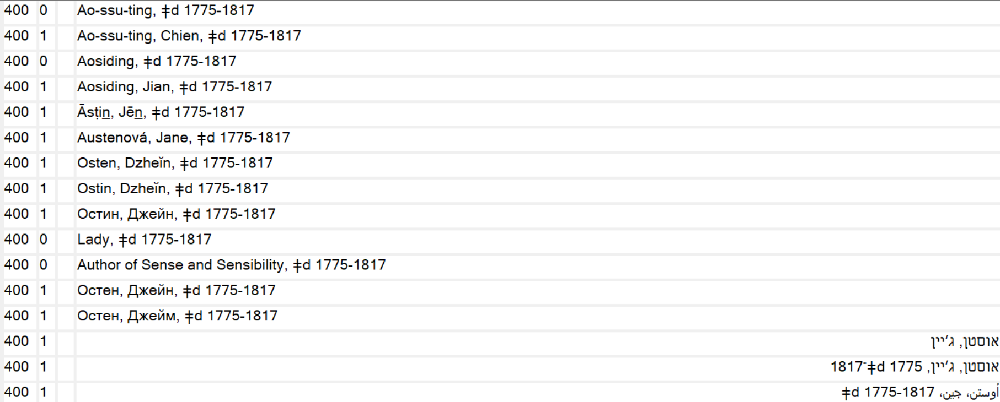 400 0 Ao-ssu-ting, ‡d 1775-1817
400 1 Ao-ssu-ting, Chien, ‡d 1775-1817
400 0 Aosiding, ‡d 1775-1817
400 1 Aosiding, Jian, ‡d 1775-1817
400 1 Āsṭiṉ, Jēṉ, ‡d 1775-1817
400 1 Austenová, Jane, ‡d 1775-1817
400 1 Osten, Dzheĭn, ‡d 1775-1817
400 1 Ostin, Dzheĭn, ‡d 1775-1817
400 1 Остин, Джейн, ‡d 1775-1817
400 0 Lady, ‡d 1775-1817
400 0 Author of Sense and Sensibility, ‡d 1775-1817
400 1 Остен, Джейн, ‡d 1775-1817
400 1 Остен, Джейм, ‡d 1775-1817
400 1 אוסטן, ג׳יין
400 1 אוסטן, ג׳יין, ‡d 1775־1817
400 1 أوستن، جين، ‡d 1775-1817